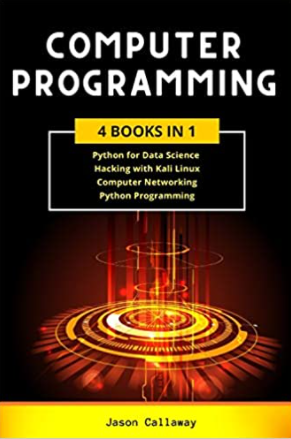 COMPUTER
PROGRAMMING
4 BOOKS IN 1
Python for Data Science
Hacking with Kali Linux
Computer Networking
Python Programming
Jason Callaway